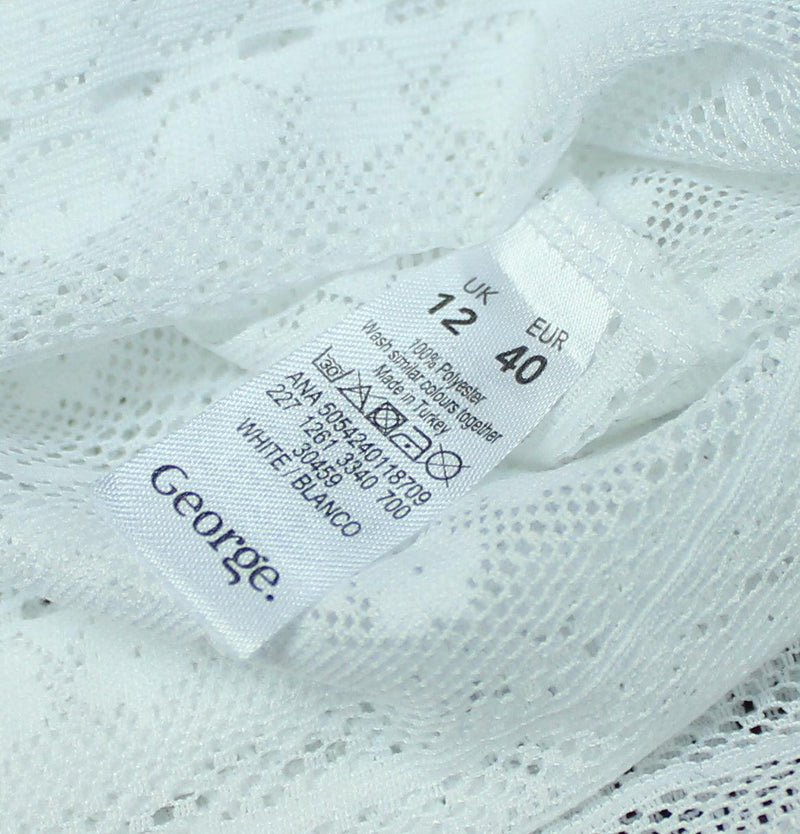 UK EUR
12 40
100% Polyester
Wash similar colours together
Made in Turkey
30
ANA 5054240118709
227 1261 3340 700
30459
WHITE / BLANCO
George.